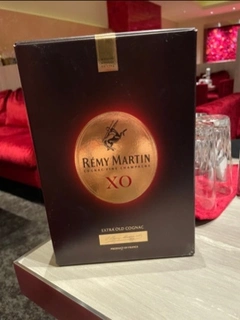 RÉMY MARTIN
COGNAC FINE CHAMPAGNE
XO
EXTRA OLD COGNAC